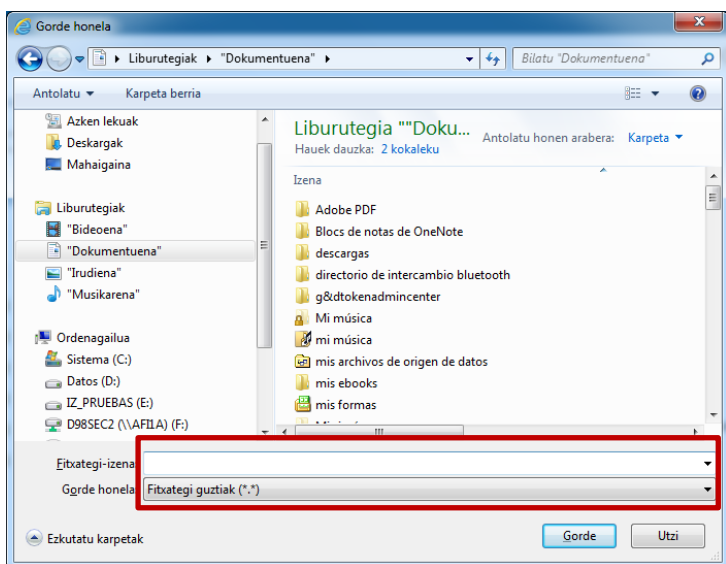 Gorde honela
Liburutegiak "Dokumentuena"
Bilatu "Dokumentuena"
Antolatu Karpeta berria
Azken lekuak
Deskargak
Mahaigaina
Liburutegiak
"Bideoena"
"Dokumentuena"
"Irudiena"
"Musikarena"
Ordenagailua
Sistema (C:)
Datos (D:)
IZ_PRUEBAS (E:)
D98SEC2 (\\AFI1A) (F:)
Liburutegia ""Doku...
Hauek dauzka: 2 kokaleku
Antolatu honen arabera: Karpeta
Izena
Adobe PDF
Blocs de notas de OneNote
descargas
directorio de intercambio bluetooth
g&dtokenadmincenter
Mi música
mi música
mis archivos de origen de datos
mis ebooks
mis formas
Fitxategi-izena
Gorde honela
Fitxategi guztiak (*.*)
Ezkutatu karpetak
Gorde
Utzi